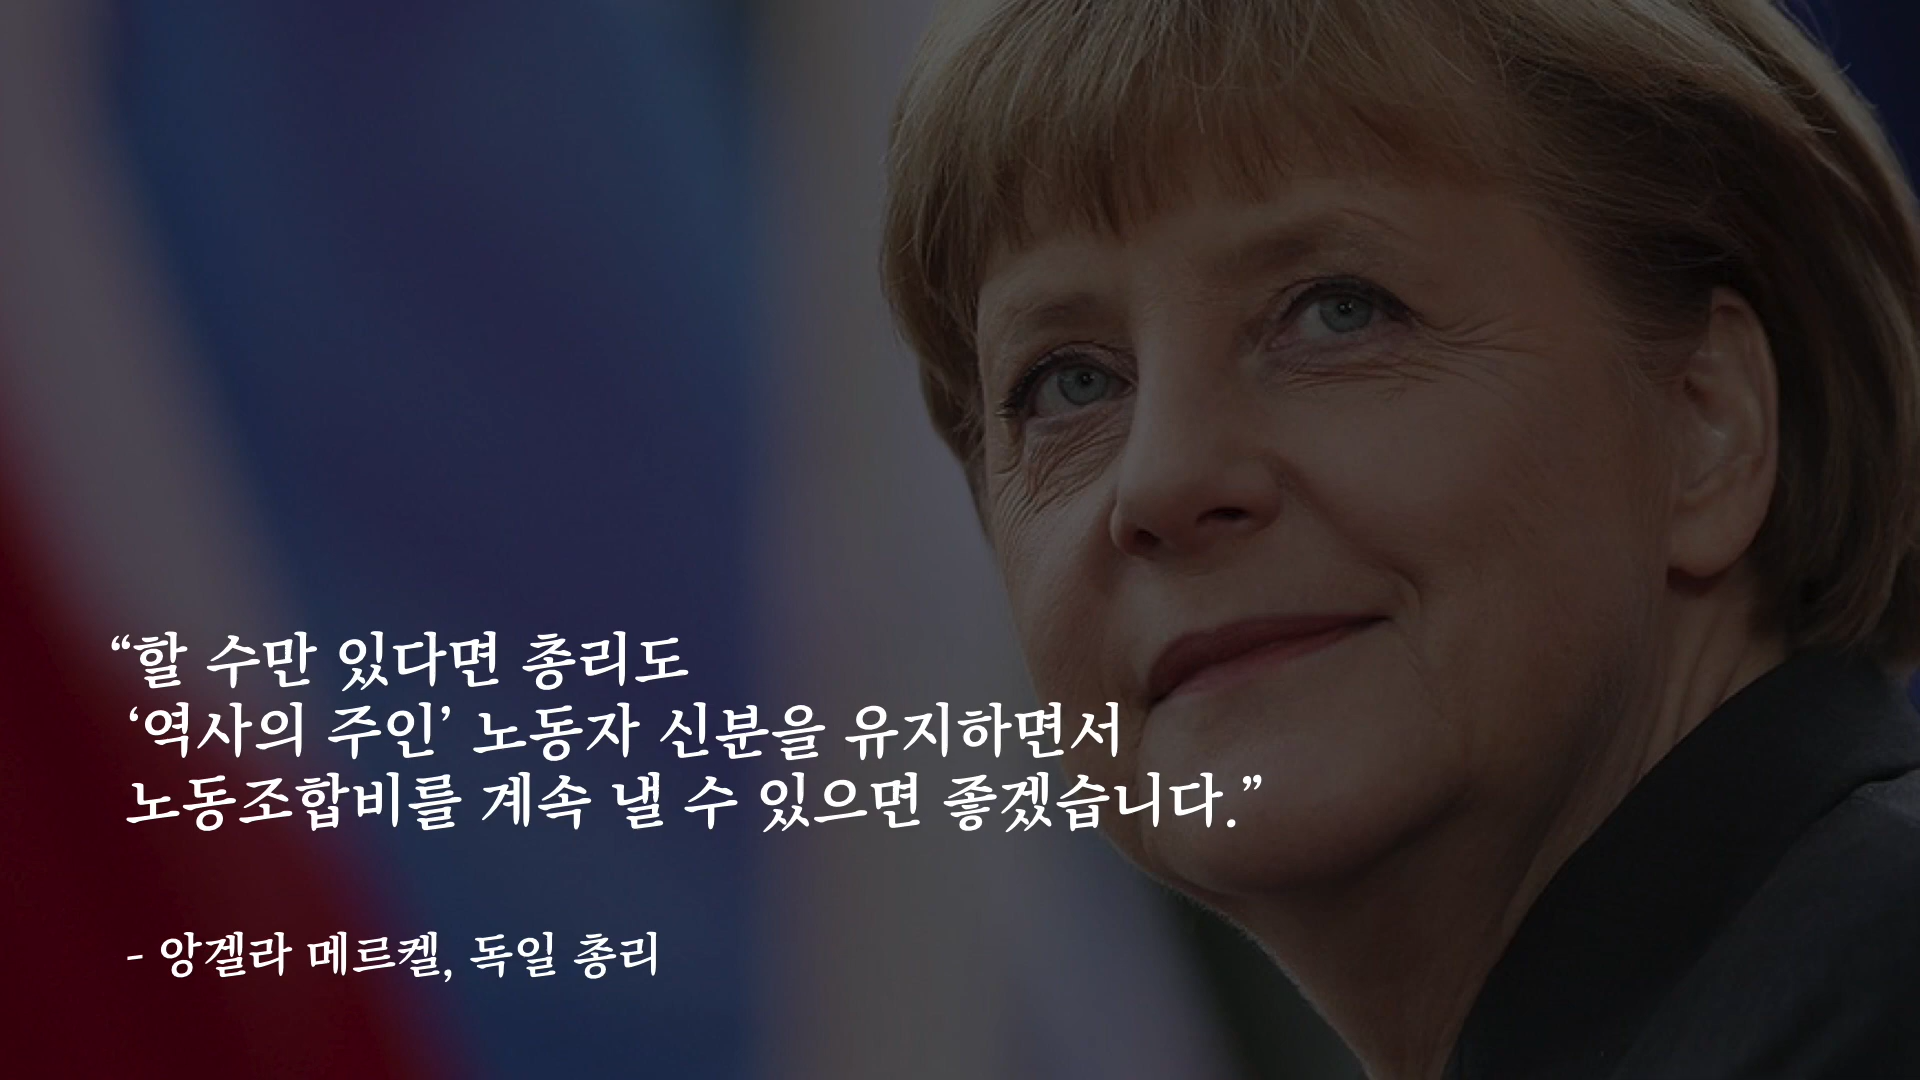 “할 수만 있다면 총리도
‘역사의 주인’ 노동자 신분을 유지하면서
노동조합비를 계속 낼 수 있으면 좋겠습니다.”
- 앙겔라 메르켈, 독일 총리